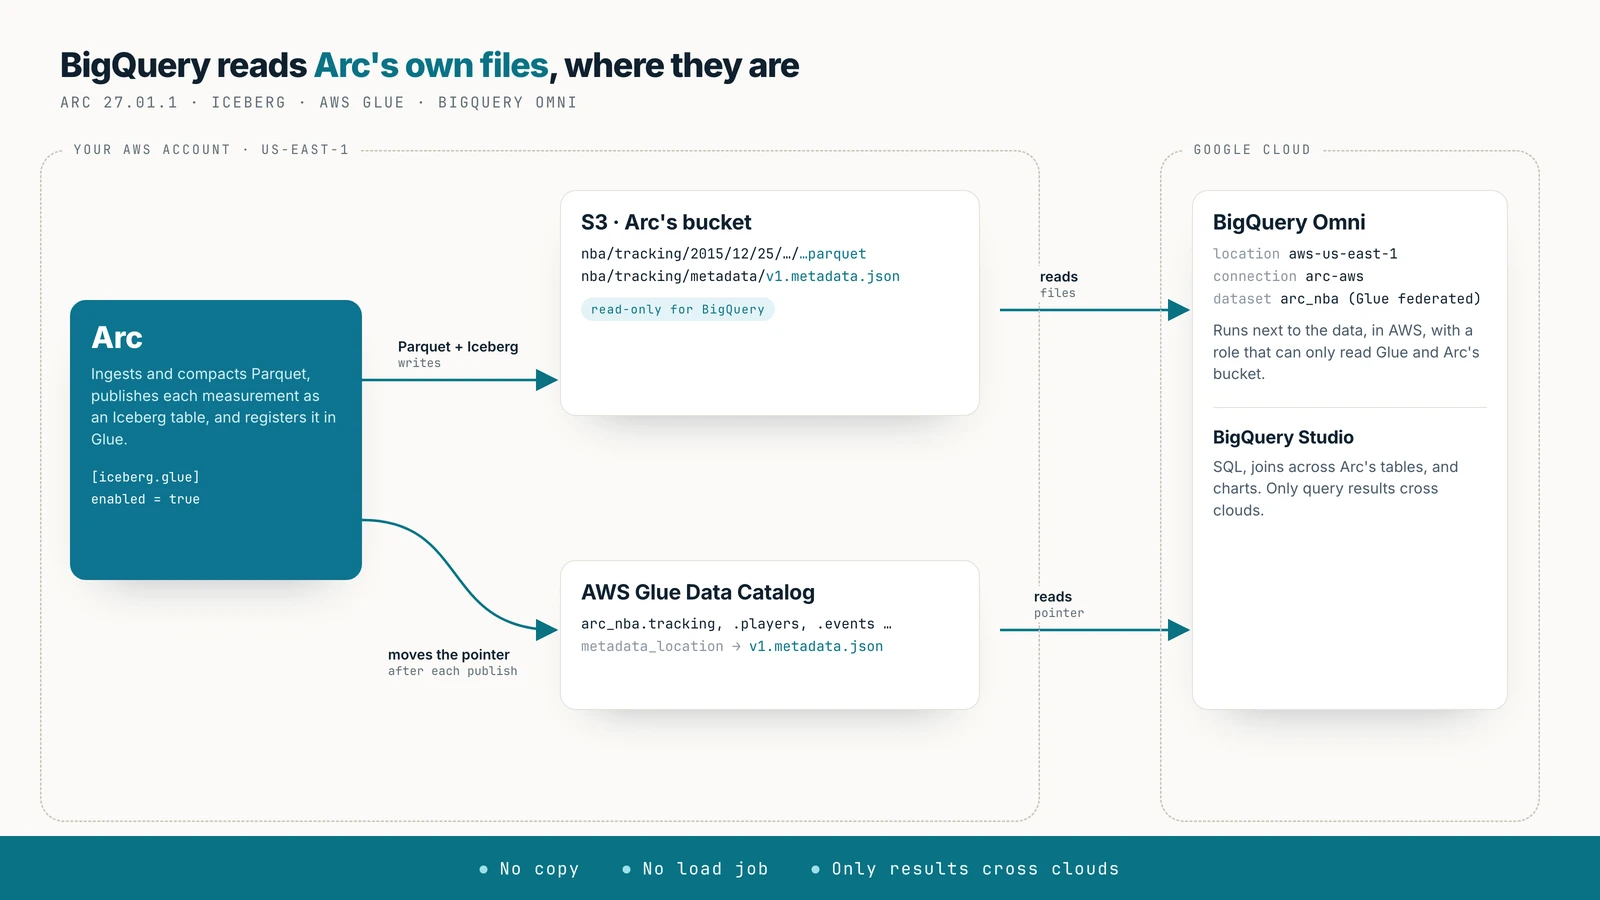 BigQuery reads Arc's own files, where they are
ARC 27.01.1 · ICEBERG · AWS GLUE · BIGQUERY OMNI
YOUR AWS ACCOUNT · US-EAST-1
Arc
Ingests and compacts Parquet,
publishes each measurement as
an Iceberg table, and registers it in
Glue.
[iceberg.glue]
enabled = true
Parquet + Iceberg
writes
moves the pointer
after each publish
S3 · Arc's bucket
nba/tracking/2015/12/25/…/…parquet
nba/tracking/metadata/v1.metadata.json
read-only for BigQuery
AWS Glue Data Catalog
arc_nba.tracking, .players, .events …
metadata_location → v1.metadata.json
reads
files
reads
pointer
GOOGLE CLOUD
BigQuery Omni
location aws-us-east-1
connection arc-aws
dataset arc_nba (Glue federated)
Runs next to the data, in AWS, with a
role that can only read Glue and Arc's
bucket.
BigQuery Studio
SQL, joins across Arc's tables, and
charts. Only query results cross
clouds.
• No copy • No load job • Only results cross clouds